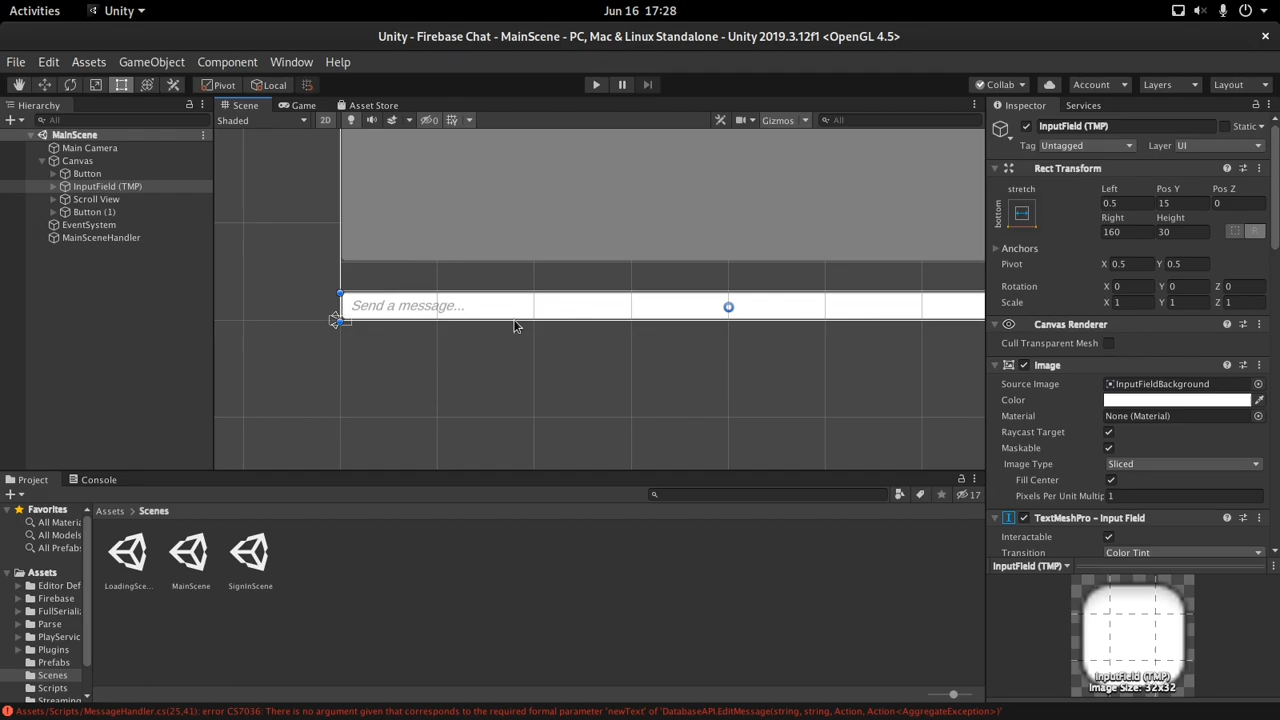 Activities Unity Jun 16 17:28
Unity - Firebase Chat - MainScene - PC, Mac & Linux Standalone - Unity 2019.3.12f1 <OpenGL 4.5>
File Edit Assets GameObject Component Window Help
Pivot Local Collab Account Layers Layout
Hierarchy
All
MainScene
Main Camera
Canvas
Button
InputField (TMP)
Scroll View
Button (1)
EventSystem
MainSceneHandler
Scene Game Asset Store
Shaded 2D 0 Gizmos All
Send a message...
Inspector Services
InputField (TMP) Static
Tag Untagged Layer UI
Rect Transform
stretch Left Pos Y Pos Z
0.5 15 0
bottom Right Height
160 30 R
Anchors
Pivot X 0.5 Y 0.5
Rotation X 0 Y 0 Z 0
Scale X 1 Y 1 Z 1
Canvas Renderer
Cull Transparent Mesh
Image
Source Image InputFieldBackground
Color
Material None (Material)
Raycast Target
Maskable
Image Type Sliced
Fill Center
Pixels Per Unit Multip 1
TextMeshPro - Input Field
Interactable
Transition Color Tint
InputField (TMP)
InputField (TMP)
Image Size: 32x32
Project Console
17
Favorites
All Materia
All Models
All Prefabs
Assets
Editor Def
Firebase
FullSerializ
Parse
PlayServic
Plugins
Prefabs
Scenes
Scripts
Streaming
Assets Scenes
LoadingSce... MainScene SignInScene
Assets/Scripts/MessageHandler.cs(25,41): error CS7036: There is no argument given that corresponds to the required formal parameter 'newText' of 'DatabaseAPI.EditMessage(string, string, Action, Action<AggregateException>)'